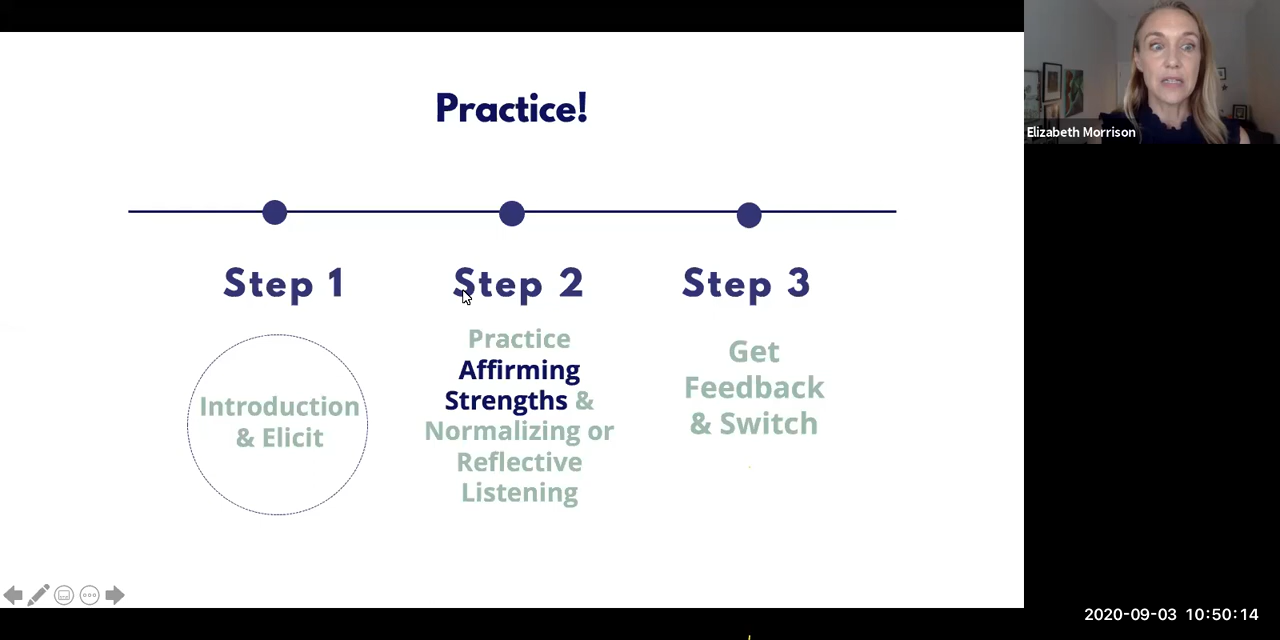 Practice!
Elizabeth Morrison
Step 1
Step 2
Step 3
Introduction
& Elicit
Practice
Affirming
Strengths &
Normalizing or
Reflective
Listening
Get
Feedback
& Switch
2020-09-03 10:50:14